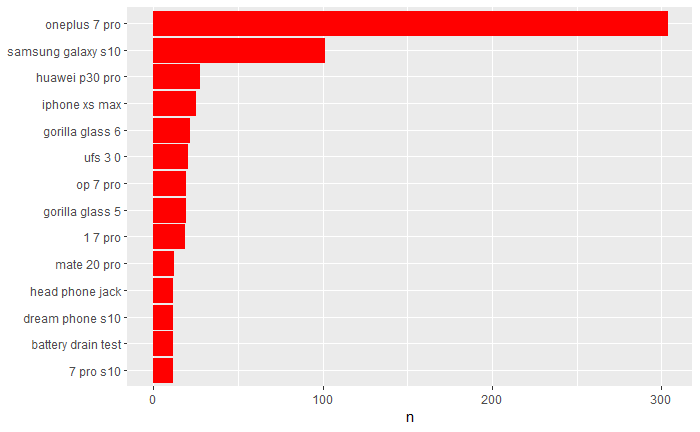 oneplus 7 pro
samsung galaxy s10
huawei p30 pro
iphone xs max
gorilla glass 6
ufs 3 0
op 7 pro
gorilla glass 5
1 7 pro
mate 20 pro
head phone jack
dream phone s10
battery drain test
7 pro s10
0 100 200 300
n